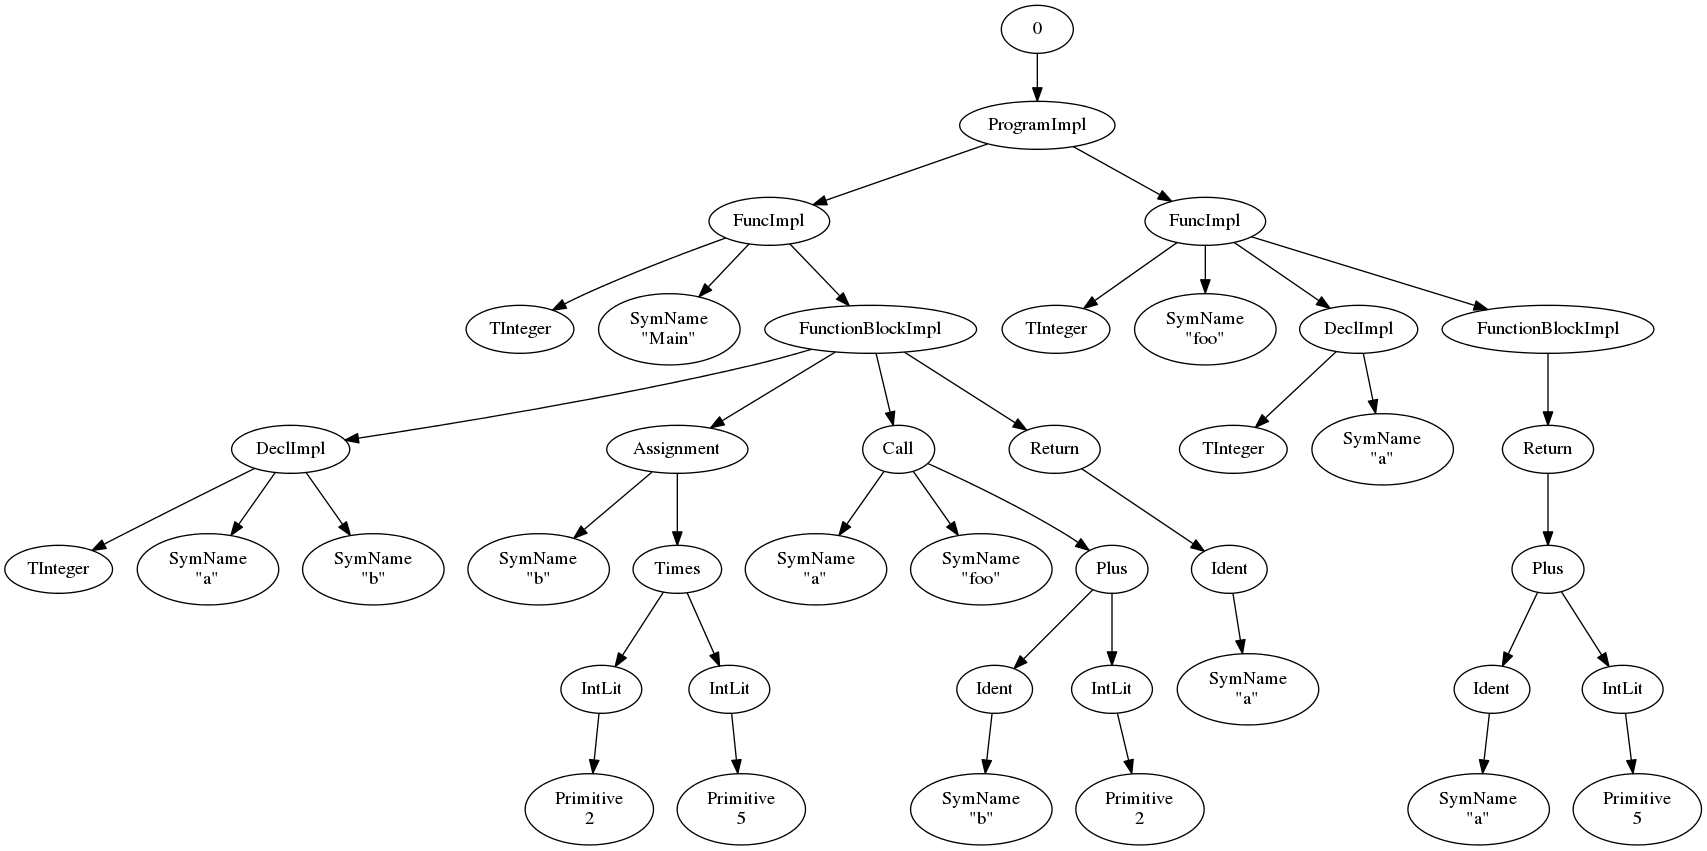 0
ProgramImpl
FuncImpl
FuncImpl
TInteger
SymName
"Main"
FunctionBlockImpl
TInteger
SymName
"foo"
DeclImpl
FunctionBlockImpl
DeclImpl
Assignment
Call
Return
TInteger
SymName
"a"
Return
TInteger
SymName
"a"
SymName
"b"
SymName
"b"
Times
SymName
"a"
SymName
"foo"
Plus
Ident
Plus
IntLit
IntLit
Ident
IntLit
SymName
"a"
Ident
IntLit
Primitive
2
Primitive
5
SymName
"b"
Primitive
2
SymName
"a"
Primitive
5